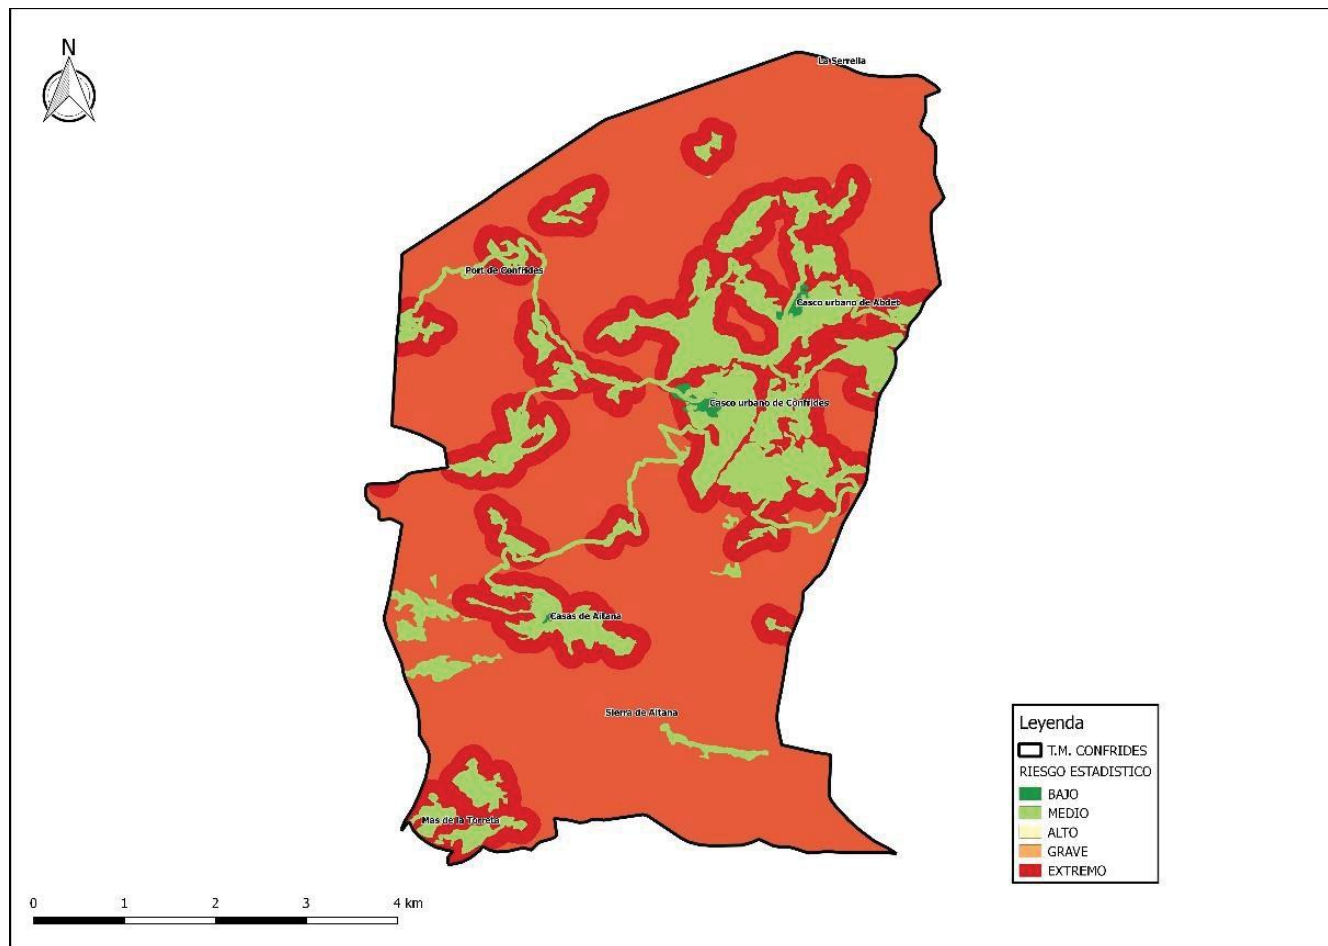 N
La Serrella
Port de Confrides
Casco urbano de Abdet
Casco urbano de Confrides
Casas de Aitana
Sierra de Aitana
Mas de la Torreta
Leyenda
T.M. CONFRIDES
RIESGO ESTADISTICO
BAJO
MEDIO
ALTO
GRAVE
EXTREMO
0 1 2 3 4 km